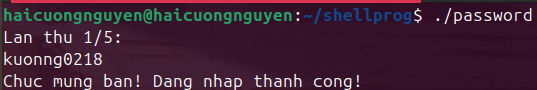 haicuongnguyen@haicuongnguyen:~/shellprog$ ./password
Lan thu 1/5:
kuonng0218
Chuc mung ban! Dang nhap thanh cong!